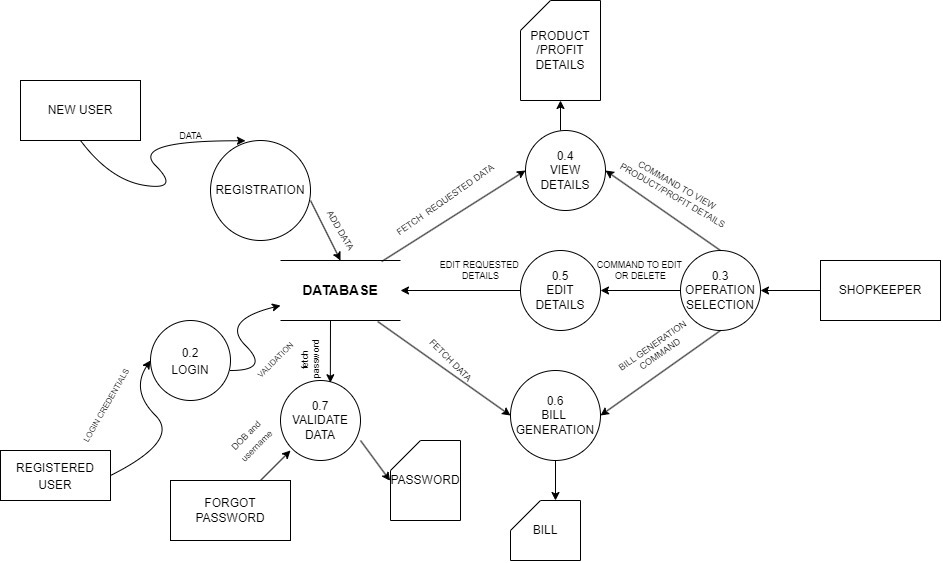 PRODUCT
/PROFIT
DETAILS
NEW USER
DATA
REGISTRATION
ADD DATA
FETCH REQUESTED DATA
0.4
VIEW
DETAILS
COMMAND TO VIEW
PRODUCT/PROFIT DETAILS
DATABASE
EDIT REQUESTED
DETAILS
0.5
EDIT
DETAILS
COMMAND TO EDIT
OR DELETE
0.3
OPERATION
SELECTION
SHOPKEEPER
0.2
LOGIN
VALIDATION
LOGIN CREDENTIALS
REGISTERED
USER
fetch
password
0.7
VALIDATE
DATA
DOB and
username
FORGOT
PASSWORD
PASSWORD
FETCH DATA
BILL GENERATION
COMMAND
0.6
BILL
GENERATION
BILL